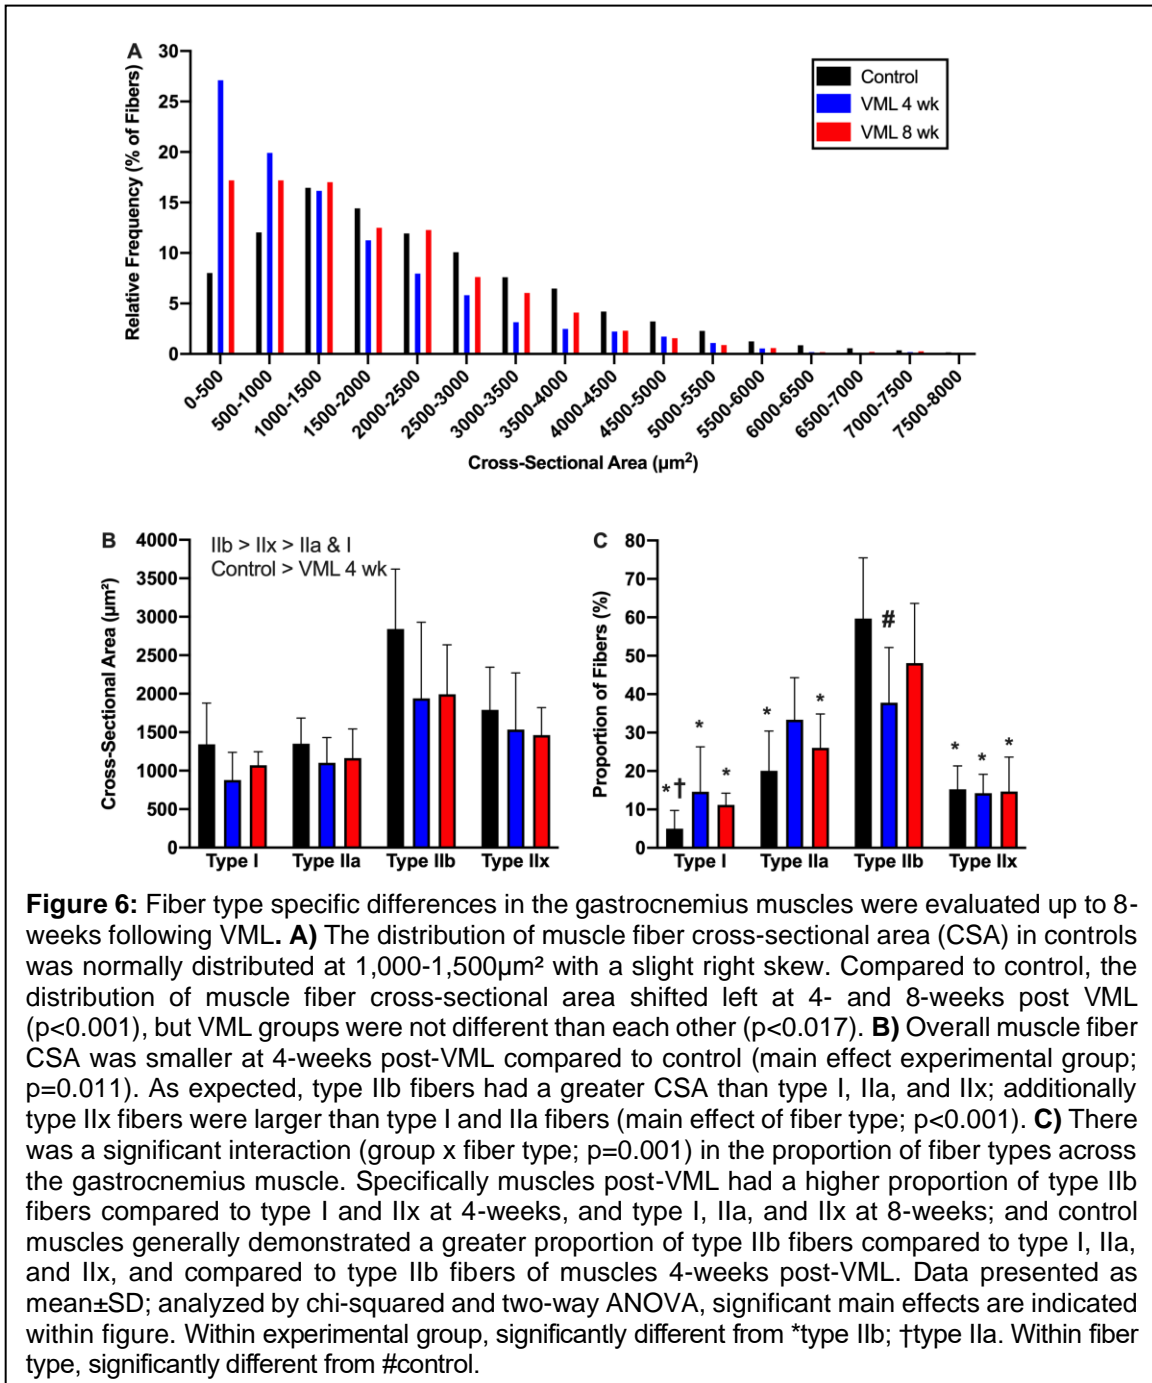 A
30
25
20
15
10
5
0
Relative Frequency (% of Fibers)
Control
VML 4 wk
VML 8 wk
0-500
500-1000
1000-1500
1500-2000
2000-2500
2500-3000
3000-3500
3500-4000
4000-4500
4500-5000
5000-5500
5500-6000
6000-6500
6500-7000
7000-7500
7500-8000
Cross-Sectional Area (µm²)
B
4000
3500
3000
2500
2000
1500
1000
500
0
Cross-Sectional Area (µm²)
IIb > IIx > IIa & I
Control > VML 4 wk
Type I
Type IIa
Type IIb
Type IIx
C
80
70
60
50
40
30
20
10
0
Proportion of Fibers (%)
*† * *
* *
#
* * *
Type I
Type IIa
Type IIb
Type IIx
Figure 6: Fiber type specific differences in the gastrocnemius muscles were evaluated up to 8-
weeks following VML. A) The distribution of muscle fiber cross-sectional area (CSA) in controls
was normally distributed at 1,000-1,500µm² with a slight right skew. Compared to control, the
distribution of muscle fiber cross-sectional area shifted left at 4- and 8-weeks post VML
(p<0.001), but VML groups were not different than each other (p<0.017). B) Overall muscle fiber
CSA was smaller at 4-weeks post-VML compared to control (main effect experimental group;
p=0.011). As expected, type IIb fibers had a greater CSA than type I, IIa, and IIx; additionally
type IIx fibers were larger than type I and IIa fibers (main effect of fiber type; p<0.001). C) There
was a significant interaction (group x fiber type; p=0.001) in the proportion of fiber types across
the gastrocnemius muscle. Specifically muscles post-VML had a higher proportion of type IIb
fibers compared to type I and IIx at 4-weeks, and type I, IIa, and IIx at 8-weeks; and control
muscles generally demonstrated a greater proportion of type IIb fibers compared to type I, IIa,
and IIx, and compared to type IIb fibers of muscles 4-weeks post-VML. Data presented as
mean±SD; analyzed by chi-squared and two-way ANOVA, significant main effects are indicated
within figure. Within experimental group, significantly different from *type IIb; †type IIa. Within fiber
type, significantly different from #control.